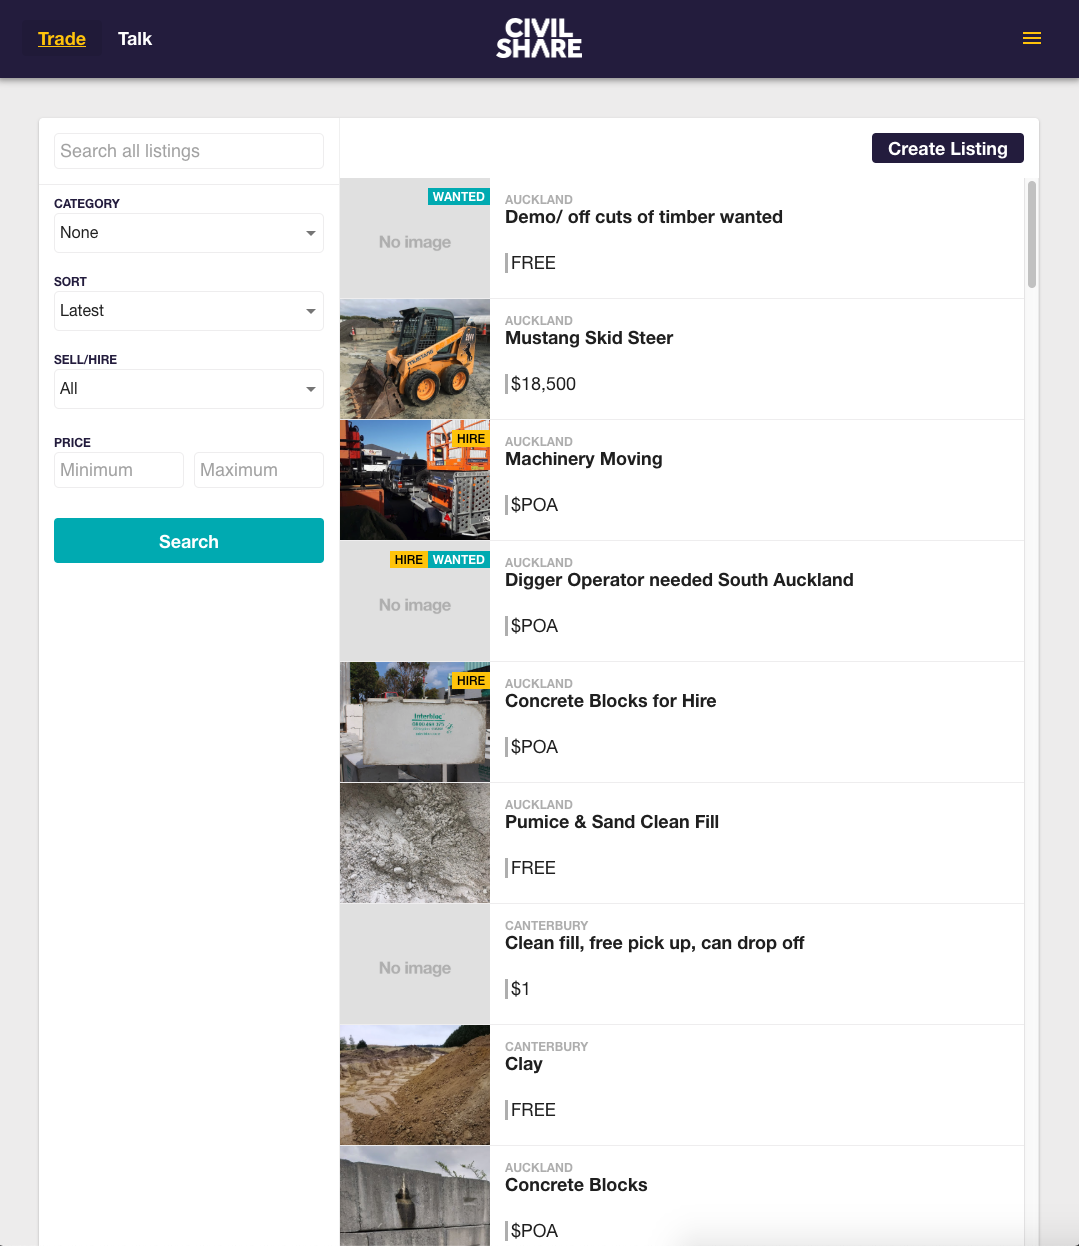 Trade
Talk
CIVIL
SHARE
Search all listings
CATEGORY
None
SORT
Latest
SELL/HIRE
All
PRICE
Minimum
Maximum
Search
Create Listing
WANTED
No image
AUCKLAND
Demo/ off cuts of timber wanted
FREE
MUSTANG
AUCKLAND
Mustang Skid Steer
$18,500
HIRE
AUCKLAND
Machinery Moving
$POA
HIRE
WANTED
No image
AUCKLAND
Digger Operator needed South Auckland
$POA
HIRE
AUCKLAND
Concrete Blocks for Hire
$POA
AUCKLAND
Pumice & Sand Clean Fill
FREE
No image
CANTERBURY
Clean fill, free pick up, can drop off
$1
CANTERBURY
Clay
FREE
AUCKLAND
Concrete Blocks
$POA